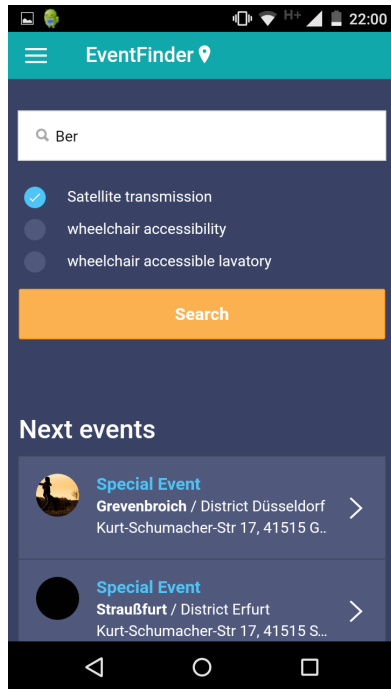 H+ 22:00
EventFinder
Ber
Satellite transmission
wheelchair accessibility
wheelchair accessible lavatory
Search
Next events
Special Event
Grevenbroich / District Düsseldorf
Kurt-Schumacher-Str 17, 41515 G..
Special Event
Straußfurt / District Erfurt
Kurt-Schumacher-Str 17, 41515 S...